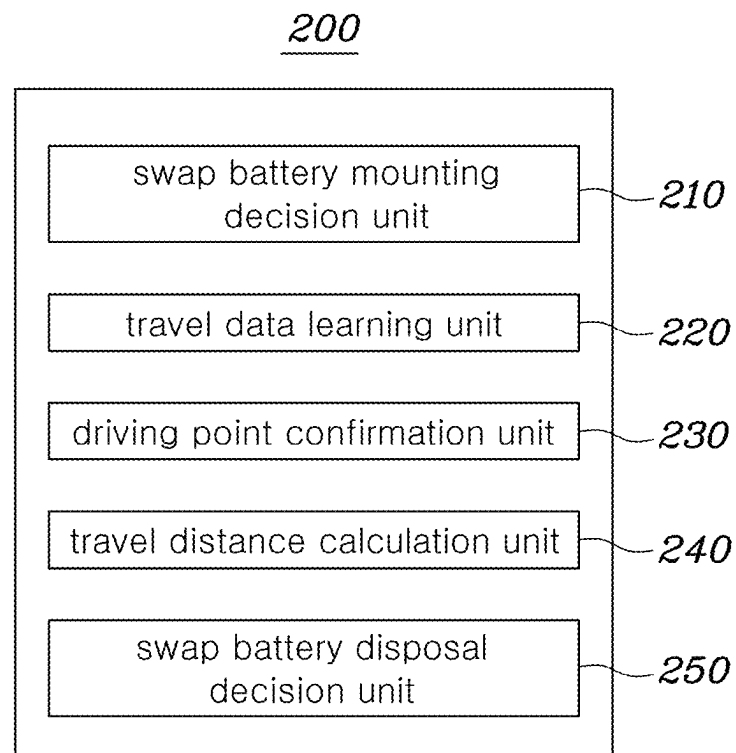 200
swap battery mounting
decision unit
210
travel data learning unit
220
driving point confirmation unit
230
travel distance calculation unit
240
swap battery disposal
decision unit
250